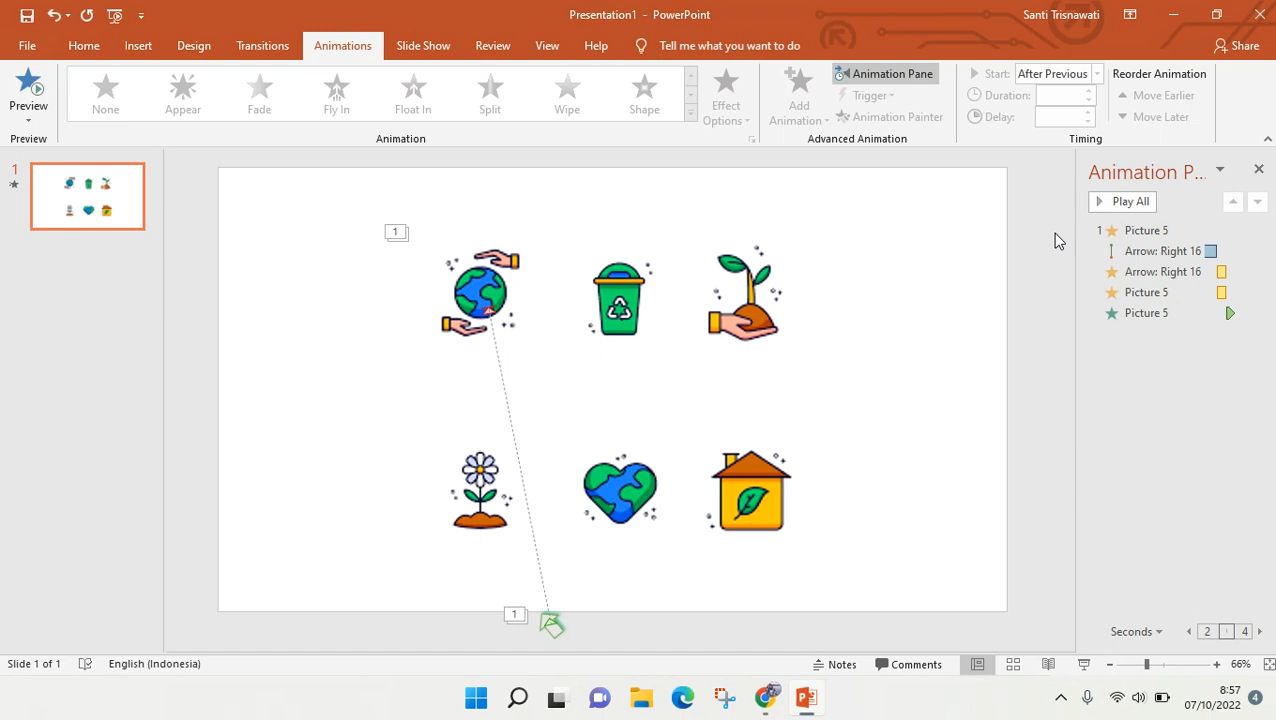 Presentation1 - PowerPoint
Santi Trisnawati
File Home Insert Design Transitions Animations Slide Show Review View Help Tell me what you want to do Share
Preview
None Appear Fade Fly In Float In Split Wipe Shape
Effect Options
Add Animation
Animation Pane
Trigger
Animation Painter
Start: After Previous
Duration:
Delay:
Reorder Animation
Move Earlier
Move Later
Preview Animation Advanced Animation Timing
1
Animation P...
Play All
1 Picture 5
Arrow: Right 16
Arrow: Right 16
Picture 5
Picture 5
1
1
Seconds 2 4
Slide 1 of 1 English (Indonesia) Notes Comments 66%
8:57
07/10/2022
4